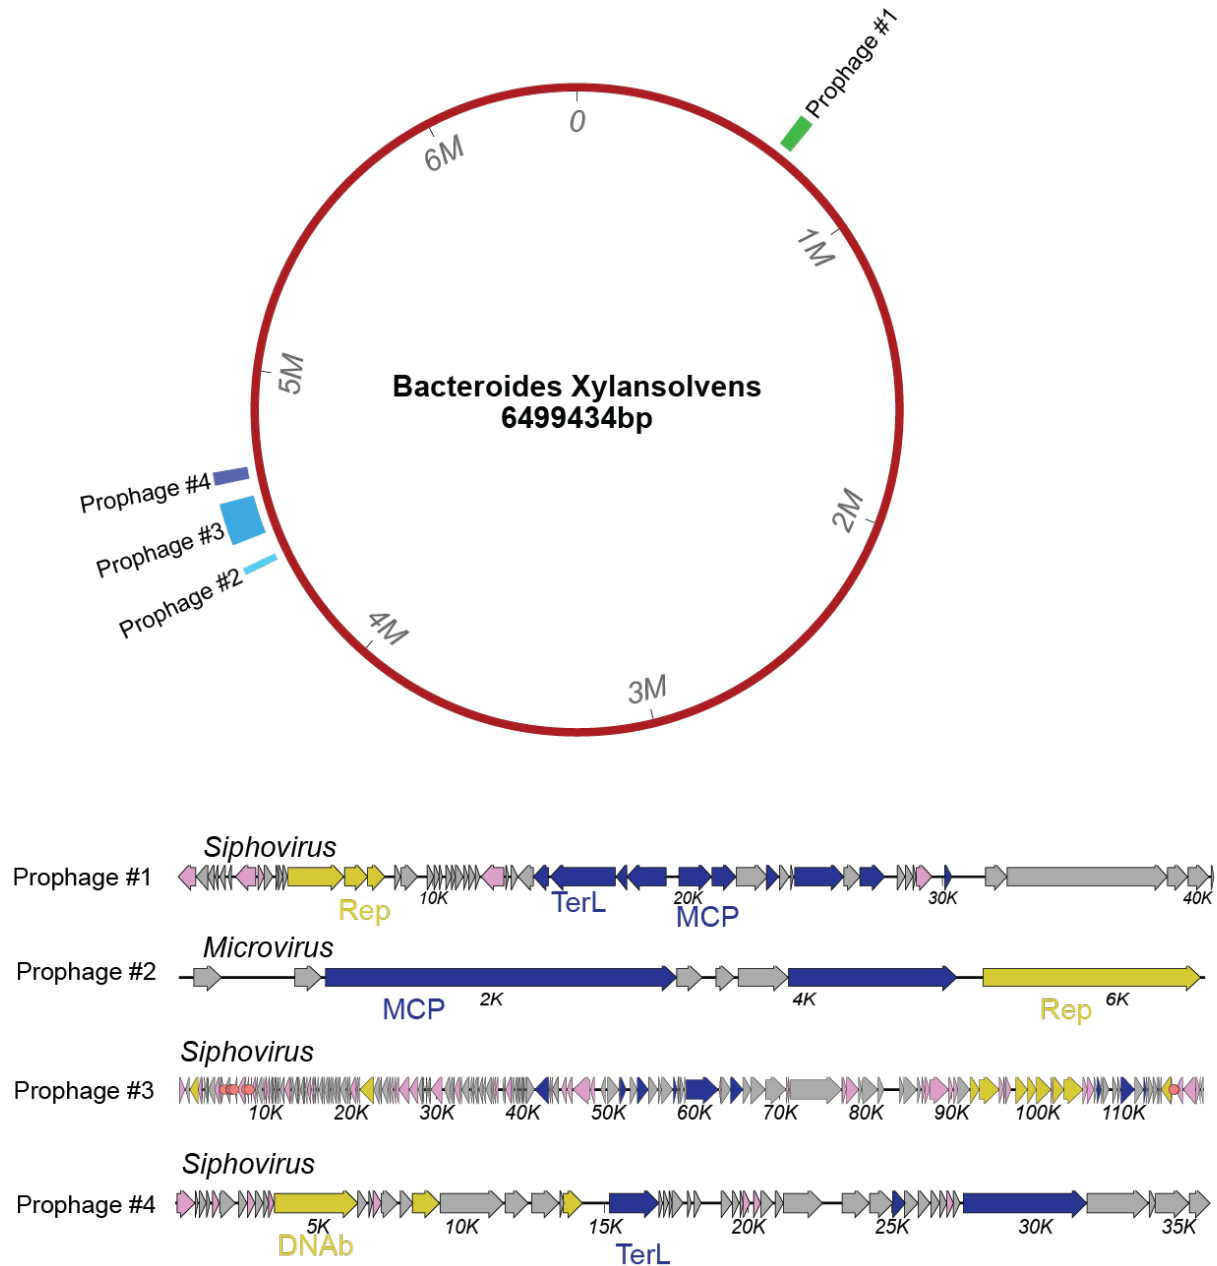 Prophage #1
0
6M
1M
5M
Bacteroides Xylansolvens
6499434bp
Prophage #4
2M
Prophage #3
Prophage #2
4M
3M
Siphovirus
Prophage #1
10K
20K
30K
40K
Rep
TerL
MCP
Microvirus
Prophage #2
2K
4K
6K
MCP
Rep
Siphovirus
Prophage #3
10K
20K
30K
40K
50K
60K
70K
80K
90K
100K
110K
Siphovirus
Prophage #4
5K
10K
15K
20K
25K
30K
35K
DNAb
TerL